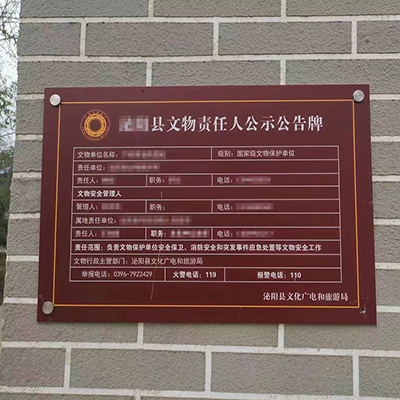 县文物责任人公示公告牌
文物单位名称： 级别：国家级文物保护单位
责任单位：
责任人： 职务： 电话：
文物安全管理人
管理人： 职务： 电话：
属地责任单位：
责任人： 职务： 电话：
责任范围：负责文物保护单位安全保卫、消防安全和突发事件应急处置等文物安全工作
文物行政主管部门：泌阳县文化广电和旅游局
举报电话：0396-7922429 火警电话：119 报警电话：110
泌阳县文化广电和旅游局